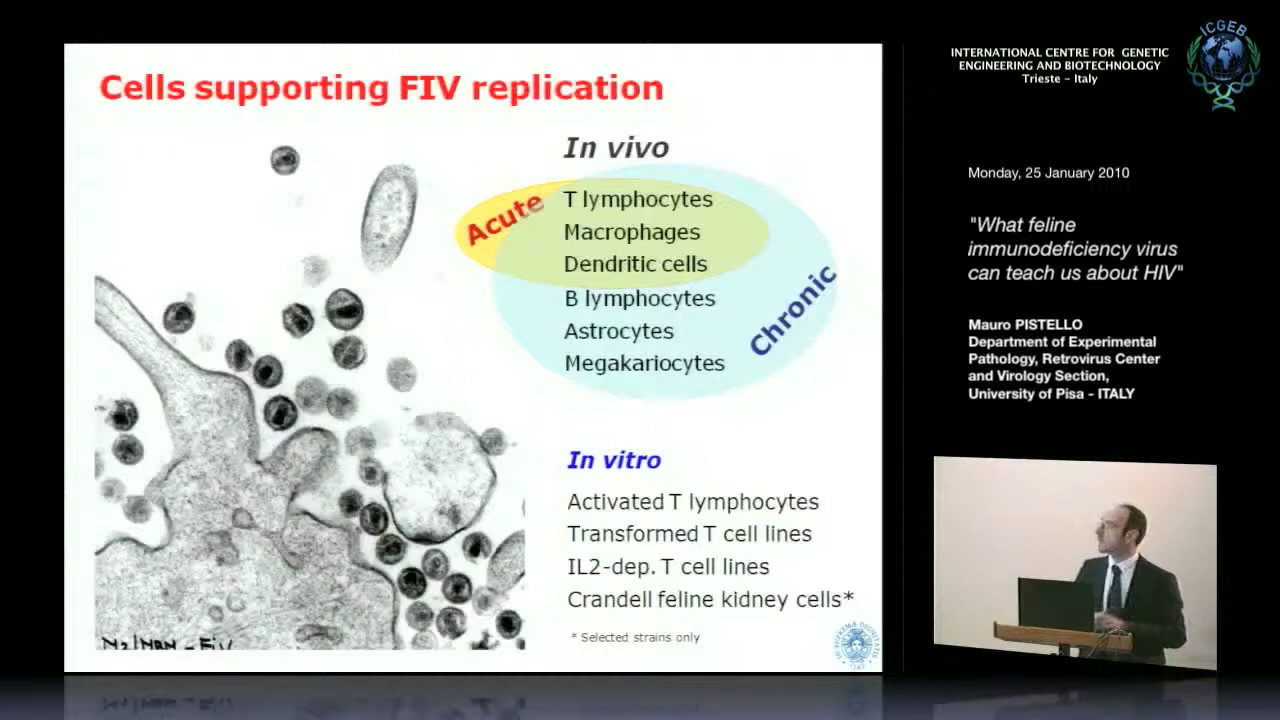 Cells supporting FIV replication
In vivo
Acute
T lymphocytes
Macrophages
Dendritic cells
B lymphocytes
Astrocytes
Megakariocytes
Chronic
In vitro
Activated T lymphocytes
Transformed T cell lines
IL2-dep. T cell lines
Crandell feline kidney cells*
* Selected strains only
INTERNATIONAL CENTRE FOR GENETIC
ENGINEERING AND BIOTECHNOLOGY
Trieste - Italy
ICGEB
Monday, 25 January 2010
"What feline
immunodeficiency virus
can teach us about HIV"
Mauro PISTELLO
Department of Experimental
Pathology, Retrovirus Center
and Virology Section,
University of Pisa - ITALY